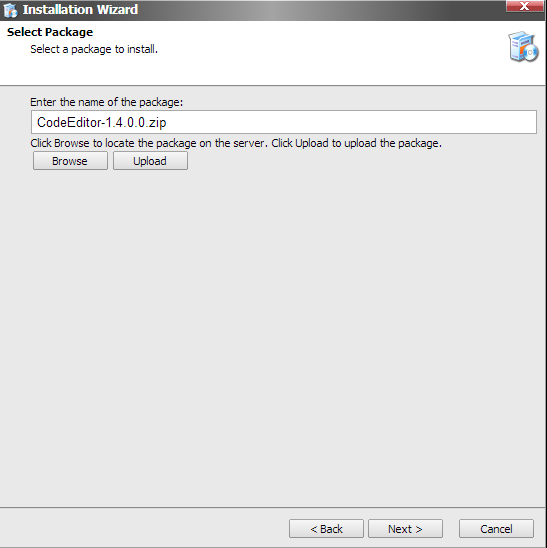 Installation Wizard
Select Package
Select a package to install.
Enter the name of the package:
CodeEditor-1.4.0.0.zip
Click Browse to locate the package on the server. Click Upload to upload the package.
Browse Upload
< Back Next > Cancel